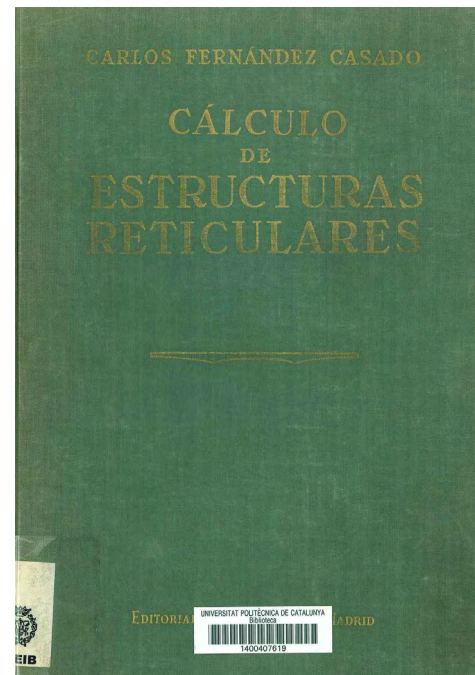 CARLOS FERNÁNDEZ CASADO
CÁLCULO
DE
ESTRUCTURAS
RETICULARES
EDITORIAL
MADRID
UNIVERSITAT POLITÈCNICA DE CATALUNYA
Biblioteca
1400407619
EIB